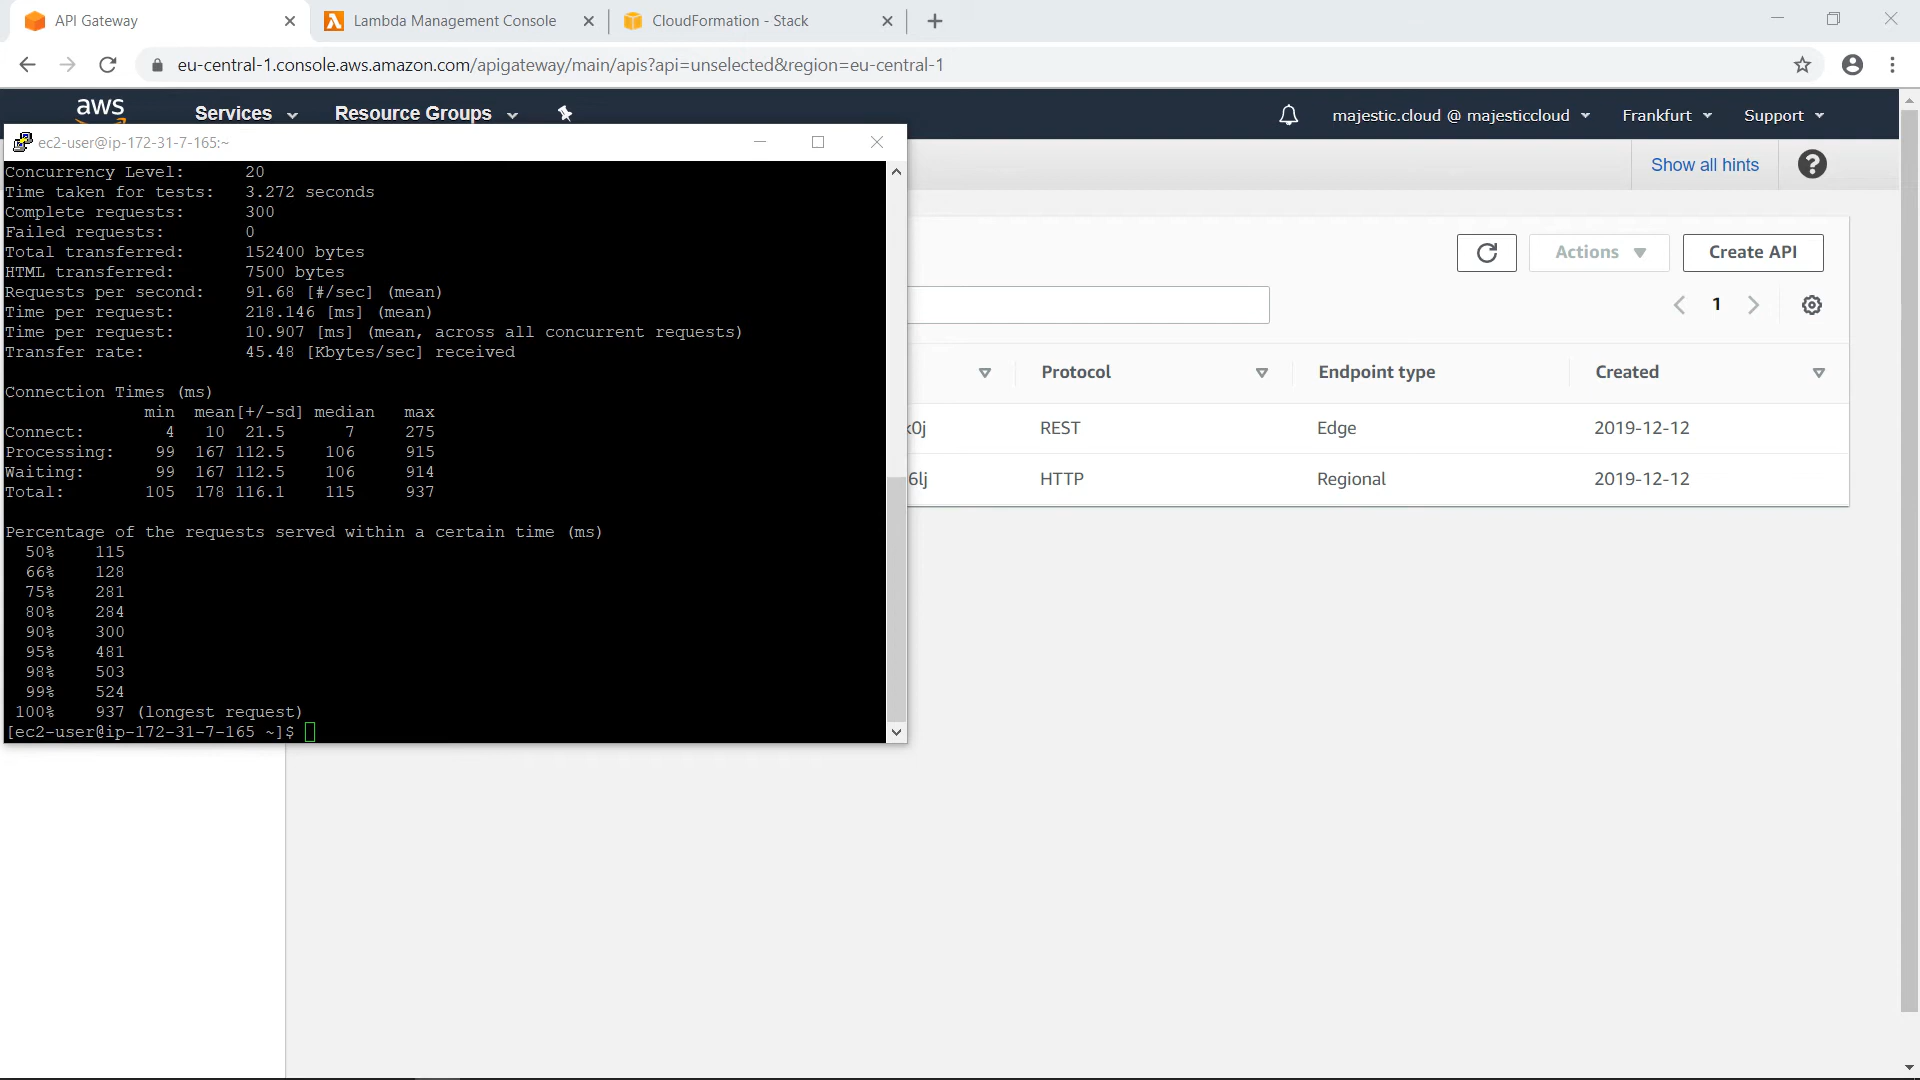 API Gateway
Lambda Management Console
CloudFormation - Stack
eu-central-1.console.aws.amazon.com/apigateway/main/apis?api=unselected&region=eu-central-1
aws
Services
Resource Groups
majestic.cloud @ majesticcloud
Frankfurt
Support
ec2-user@ip-172-31-7-165:~
Concurrency Level: 20
Time taken for tests: 3.272 seconds
Complete requests: 300
Failed requests: 0
Total transferred: 152400 bytes
HTML transferred: 7500 bytes
Requests per second: 91.68 [#/sec] (mean)
Time per request: 218.146 [ms] (mean)
Time per request: 10.907 [ms] (mean, across all concurrent requests)
Transfer rate: 45.48 [Kbytes/sec] received
Connection Times (ms)
min mean[+/-sd] median max
Connect: 4 10 21.5 7 275
Processing: 99 167 112.5 106 915
Waiting: 99 167 112.5 106 914
Total: 105 178 116.1 115 937
Percentage of the requests served within a certain time (ms)
50% 115
66% 128
75% 281
80% 284
90% 300
95% 481
98% 503
99% 524
100% 937 (longest request)
[ec2-user@ip-172-31-7-165 ~]$
Show all hints
?
Actions
Create API
1
Protocol
Endpoint type
Created
0j
REST
Edge
2019-12-12
6lj
HTTP
Regional
2019-12-12